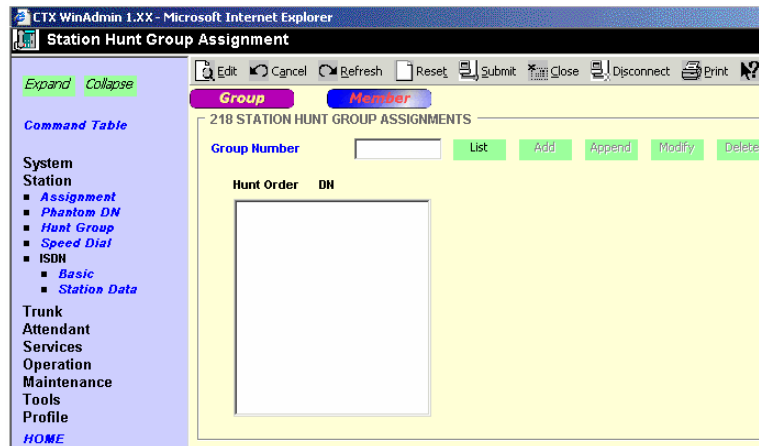 CTX WinAdmin 1.XX - Microsoft Internet Explorer
Station Hunt Group Assignment
Expand Collapse
Command Table
System
Station
Assignment
Phantom DN
Hunt Group
Speed Dial
ISDN
Basic
Station Data
Trunk
Attendant
Services
Operation
Maintenance
Tools
Profile
HOME
Edit Cancel Refresh Reset Submit Close Disconnect Print
Group Member
218 STATION HUNT GROUP ASSIGNMENTS
Group Number List Add Append Modify Delete
Hunt Order DN